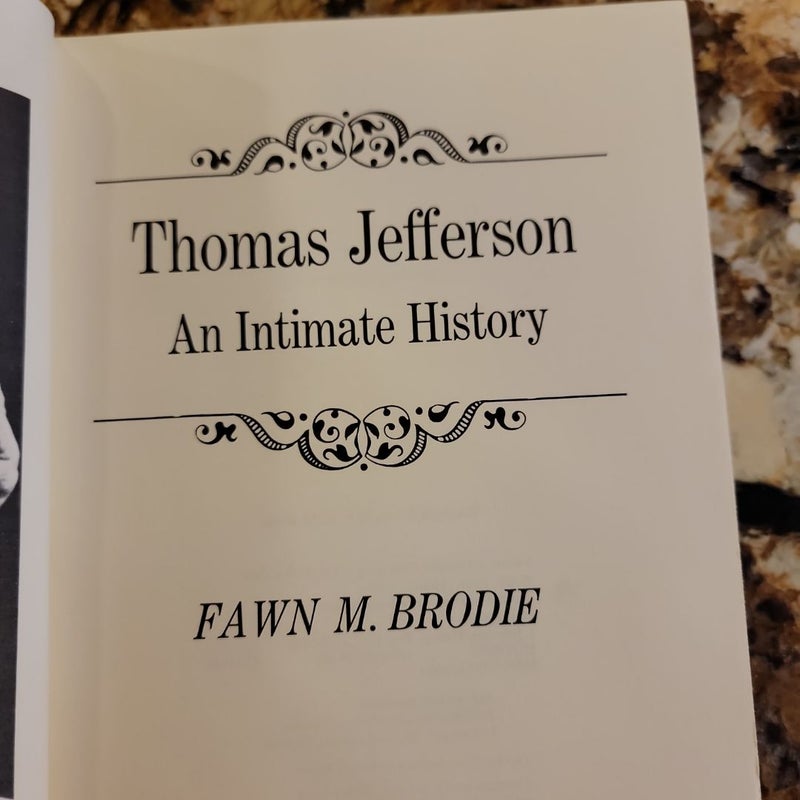 Thomas Jefferson
An Intimate History
FAWN M. BRODIE